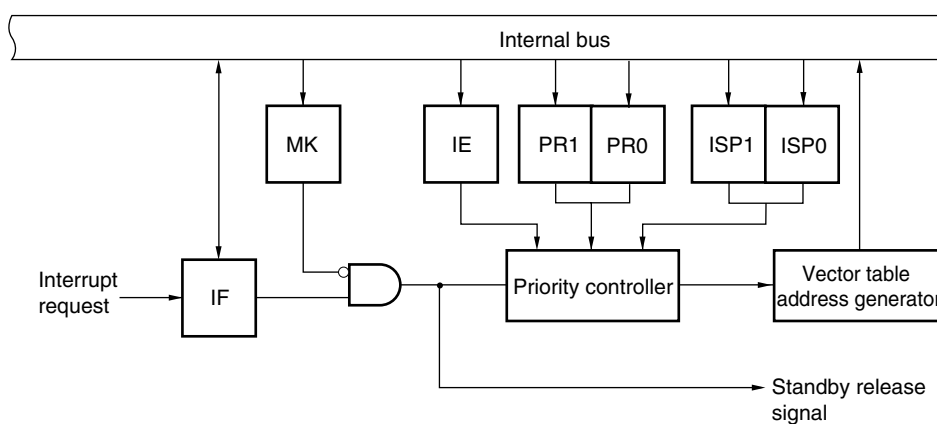 Internal bus
MK
IE
PR1
PR0
ISP1
ISP0
Interrupt
request
IF
Priority controller
Vector table
address generator
Standby release
signal